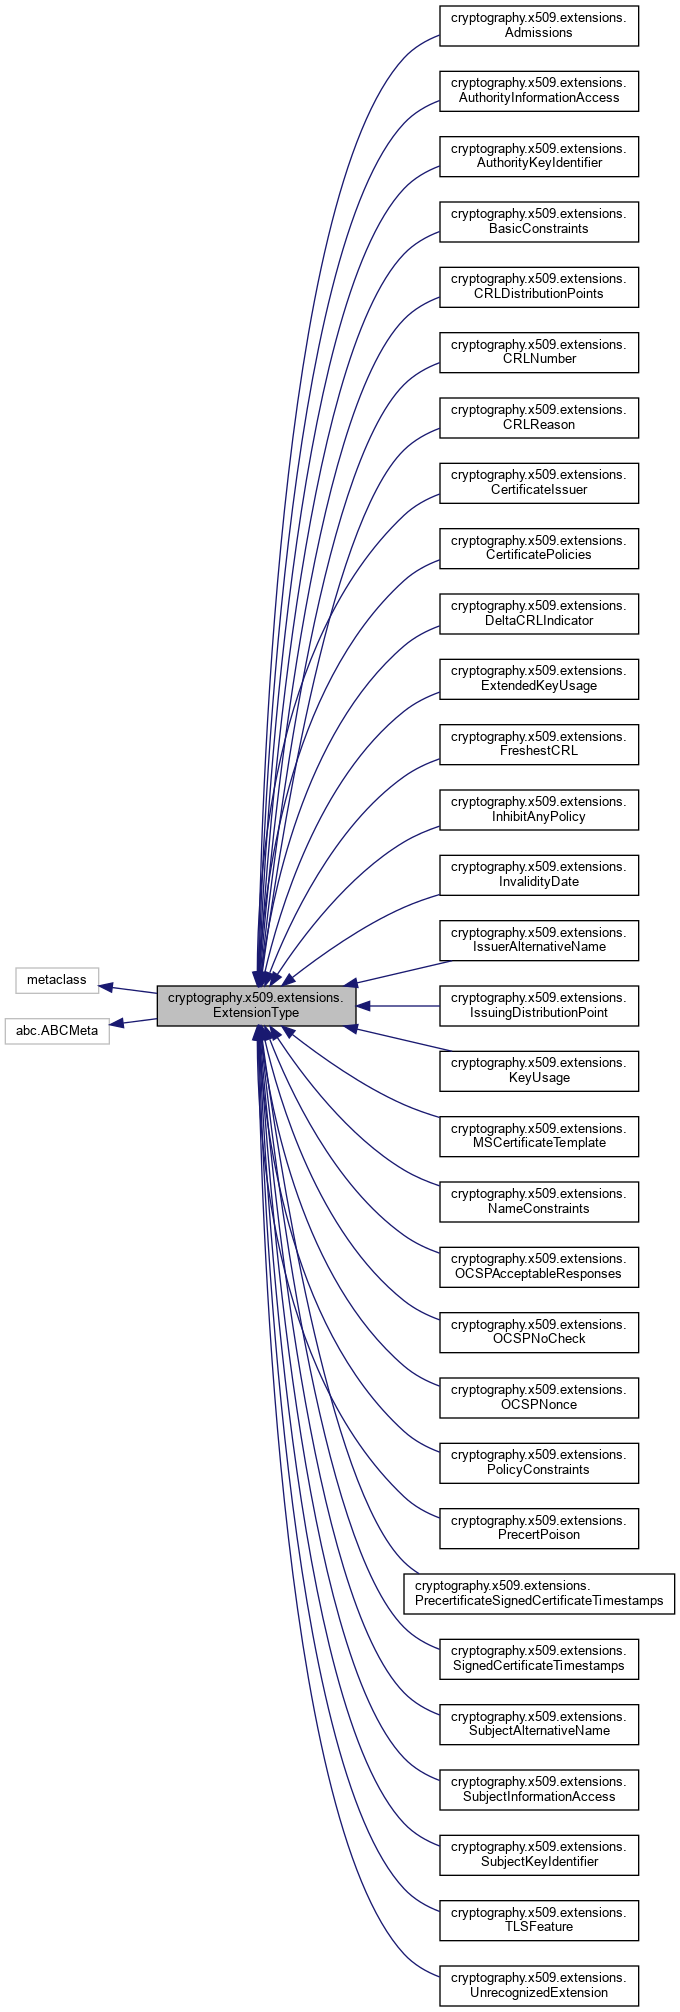 cryptography.x509.extensions.
Admissions
cryptography.x509.extensions.
AuthorityInformationAccess
cryptography.x509.extensions.
AuthorityKeyIdentifier
cryptography.x509.extensions.
BasicConstraints
cryptography.x509.extensions.
CRLDistributionPoints
cryptography.x509.extensions.
CRLNumber
cryptography.x509.extensions.
CRLReason
cryptography.x509.extensions.
CertificateIssuer
cryptography.x509.extensions.
CertificatePolicies
cryptography.x509.extensions.
DeltaCRLIndicator
cryptography.x509.extensions.
ExtendedKeyUsage
cryptography.x509.extensions.
FreshestCRL
cryptography.x509.extensions.
InhibitAnyPolicy
cryptography.x509.extensions.
InvalidityDate
cryptography.x509.extensions.
IssuerAlternativeName
metaclass
abc.ABCMeta
cryptography.x509.extensions.
ExtensionType
cryptography.x509.extensions.
IssuingDistributionPoint
cryptography.x509.extensions.
KeyUsage
cryptography.x509.extensions.
MSCertificateTemplate
cryptography.x509.extensions.
NameConstraints
cryptography.x509.extensions.
OCSPAcceptableResponses
cryptography.x509.extensions.
OCSPNoCheck
cryptography.x509.extensions.
OCSPNonce
cryptography.x509.extensions.
PolicyConstraints
cryptography.x509.extensions.
PrecertPoison
cryptography.x509.extensions.
PrecertificateSignedCertificateTimestamps
cryptography.x509.extensions.
SignedCertificateTimestamps
cryptography.x509.extensions.
SubjectAlternativeName
cryptography.x509.extensions.
SubjectInformationAccess
cryptography.x509.extensions.
SubjectKeyIdentifier
cryptography.x509.extensions.
TLSFeature
cryptography.x509.extensions.
UnrecognizedExtension